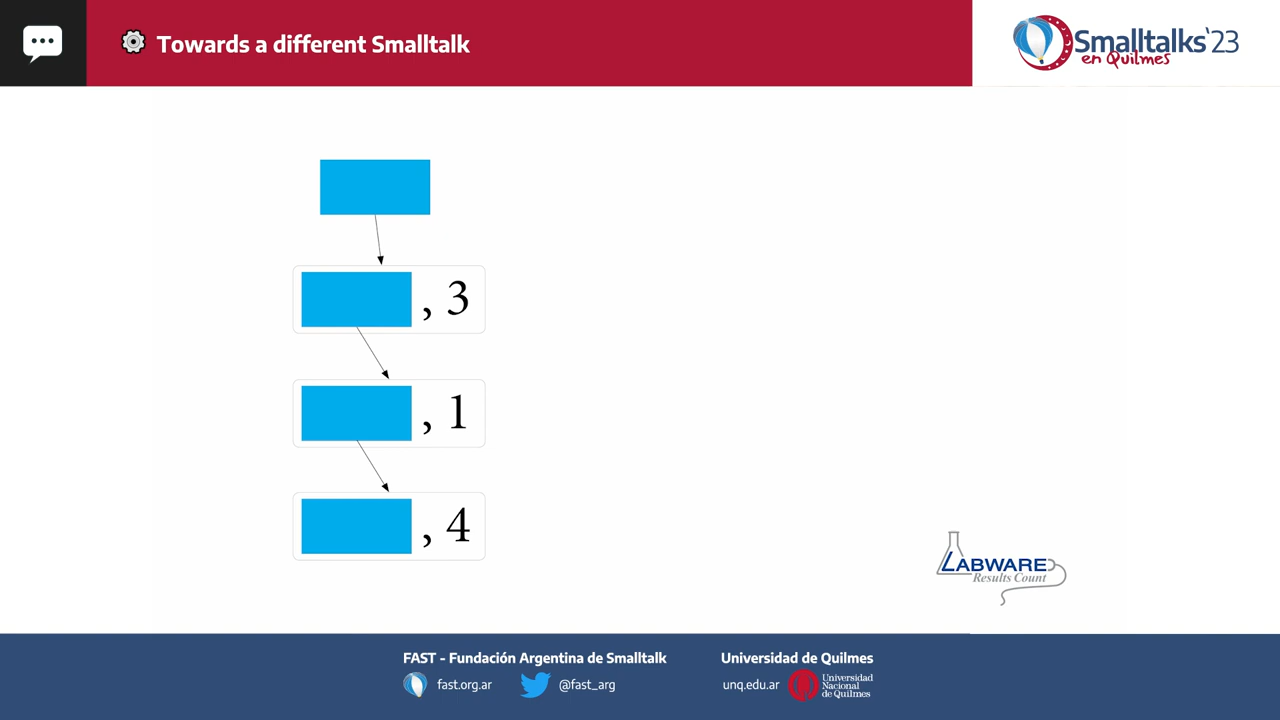 Towards a different Smalltalk
Smalltalks'23
en Quilmes
, 3
, 1
, 4
LABWARE
Results Count
FAST - Fundación Argentina de Smalltalk
fast.org.ar
@fast_arg
Universidad de Quilmes
unq.edu.ar
Universidad
Nacional
de Quilmes